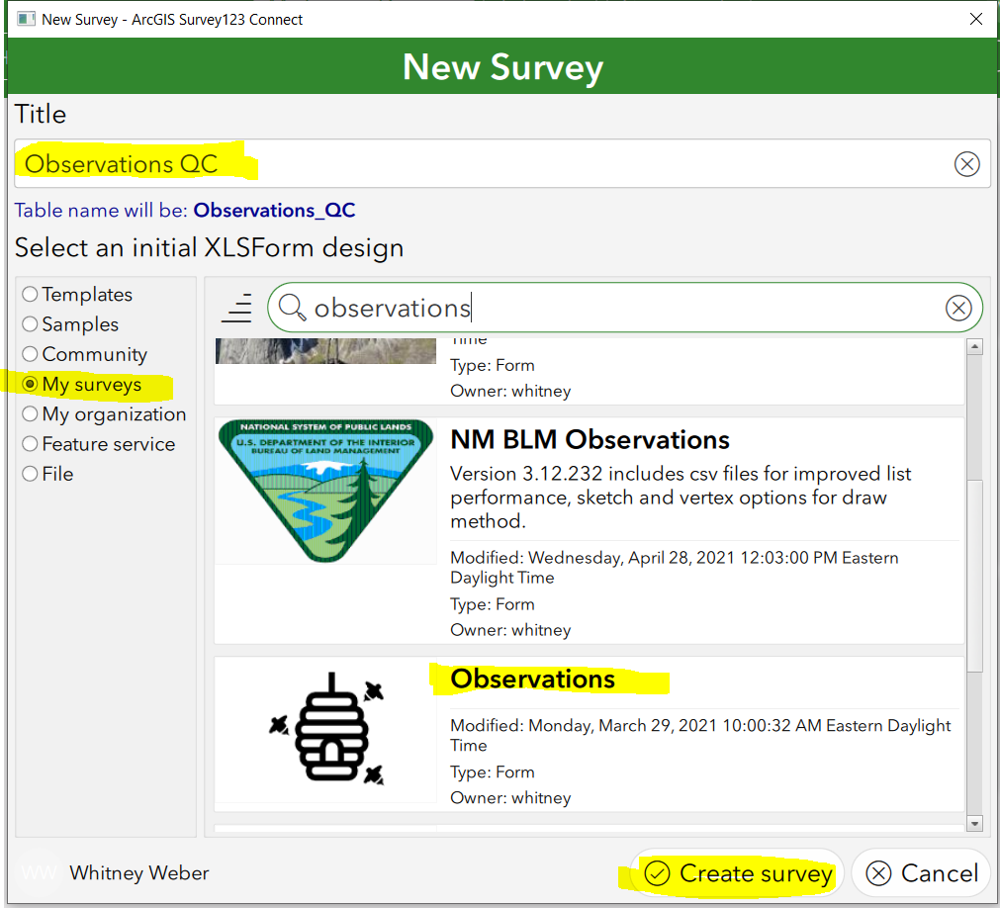 New Survey - ArcGIS Survey123 Connect
New Survey
Title
Observations QC
Table name will be: Observations_QC
Select an initial XLSForm design
Templates
Samples
Community
My surveys
My organization
Feature service
File
observations
Time
Type: Form
Owner: whitney
NATIONAL SYSTEM OF PUBLIC LANDS
U.S. DEPARTMENT OF THE INTERIOR
BUREAU OF LAND MANAGEMENT
NM BLM Observations
Version 3.12.232 includes csv files for improved list
performance, sketch and vertex options for draw
method.
Modified: Wednesday, April 28, 2021 12:03:00 PM Eastern
Daylight Time
Type: Form
Owner: whitney
Observations
Modified: Monday, March 29, 2021 10:00:32 AM Eastern Daylight
Time
Type: Form
Owner: whitney
WW
Whitney Weber
Create survey
Cancel